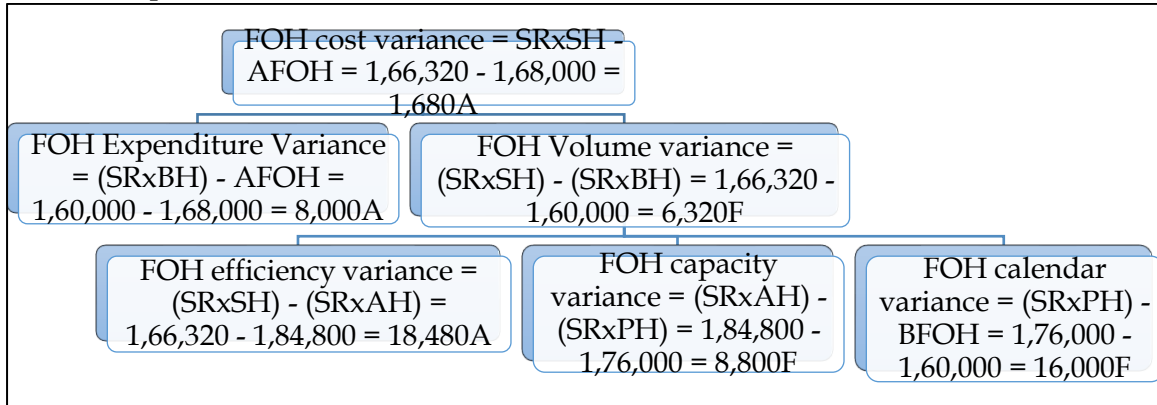 FOH cost variance = SRxSH -
AFOH = 1,66,320 - 1,68,000 =
1,680A
FOH Expenditure Variance
= (SRxBH) - AFOH =
1,60,000 - 1,68,000 = 8,000A
FOH Volume variance =
(SRxSH) - (SRxBH) = 1,66,320 -
1,60,000 = 6,320F
FOH efficiency variance =
(SRxSH) - (SRxAH) =
1,66,320 - 1,84,800 = 18,480A
FOH capacity
variance = (SRxAH) -
(SRxPH) = 1,84,800 -
1,76,000 = 8,800F
FOH calendar
variance = (SRxPH) -
BFOH = 1,76,000 -
1,60,000 = 16,000F